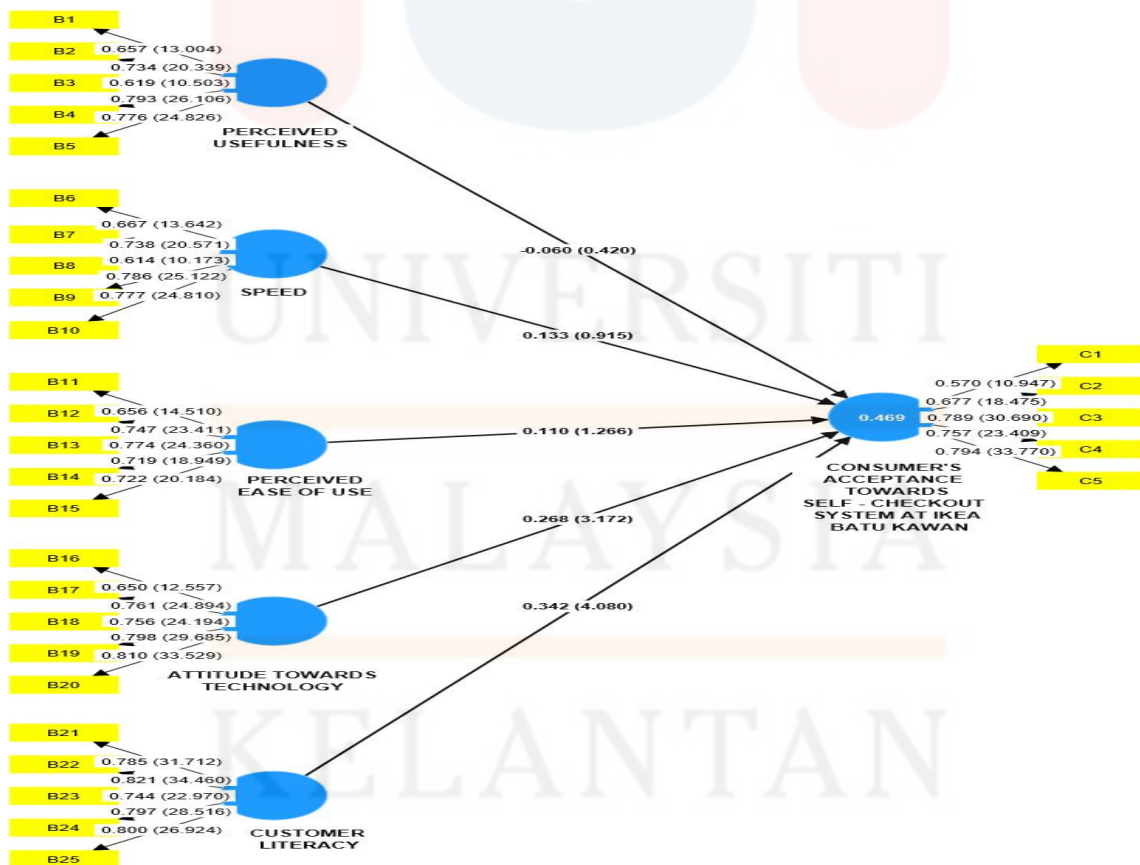 B1
0.657 (13.004)
B2
0.734 (20.339)
B3
0.619 (10.503)
0.793 (26.106)
B4
0.776 (24.826)
B5
PERCEIVED
USEFULNESS
B6
0.667 (13.642)
B7
0.738 (20.571)
B8
0.614 (10.173)
0.786 (25.122)
B9
0.777 (24.810)
B10
SPEED
B11
0.656 (14.510)
B12
0.747 (23.411)
B13
0.774 (24.360)
0.719 (18.949)
B14
0.722 (20.184)
B15
PERCEIVED
EASE OF USE
B16
0.650 (12.557)
B17
0.761 (24.894)
B18
0.756 (24.194)
0.798 (29.685)
B19
0.810 (33.529)
B20
ATTITUDE TOWARDS
TECHNOLOGY
B21
0.785 (31.712)
B22
0.821 (34.460)
B23
0.744 (22.970)
0.797 (28.516)
B24
0.800 (26.924)
B25
CUSTOMER
LITERACY
-0.060 (0.420)
0.133 (0.915)
0.110 (1.266)
0.268 (3.172)
0.342 (4.080)
0.469
CONSUMER'S
ACCEPTANCE
TOWARDS
SELF - CHECKOUT
SYSTEM AT IKEA
BATU KAWAN
C1
0.570 (10.947)
C2
0.677 (18.475)
0.789 (30.690)
C3
0.757 (23.409)
C4
0.794 (33.770)
C5
UNIVERSITI
MALAYSIA
KELANTAN